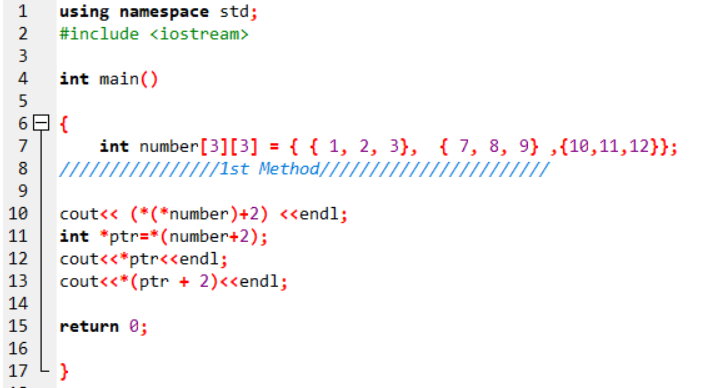 1 using namespace std;
2 #include <iostream>
3
4 int main()
5
6 {
7 int number[3][3] = { { 1, 2, 3}, { 7, 8, 9} ,{10,11,12}};
8 ////////////////1st Method///////////////////////
9
10 cout<< (*(*number)+2) <<endl;
11 int *ptr=*(number+2);
12 cout<<*ptr<<endl;
13 cout<<*(ptr + 2)<<endl;
14
15 return 0;
16
17 }